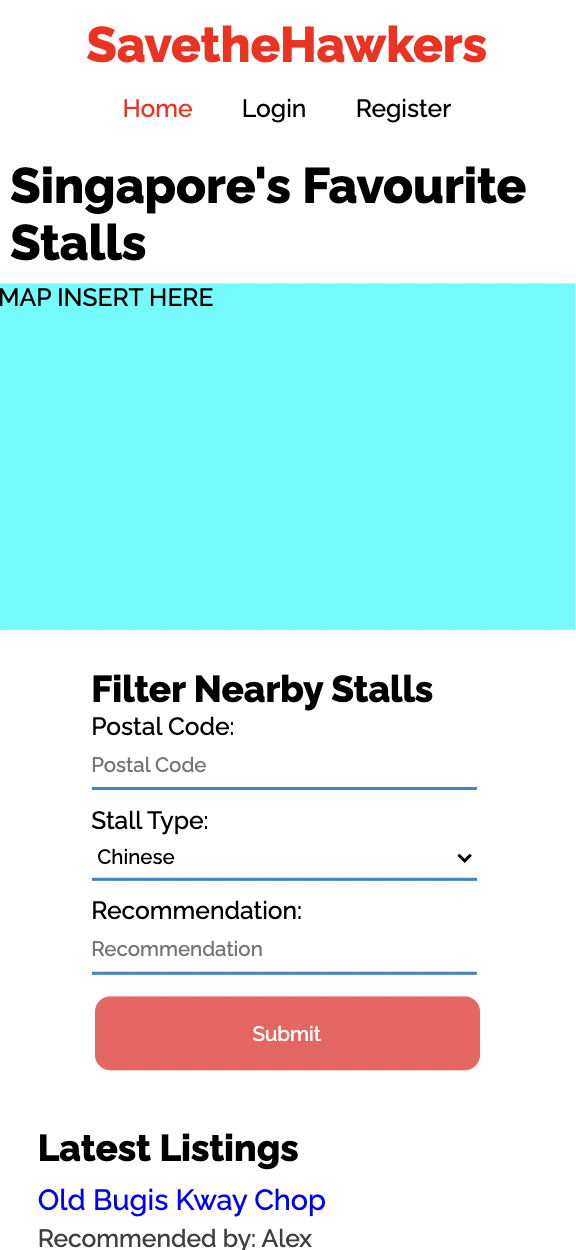 SavetheHawkers
Home Login Register
Singapore's Favourite
Stalls
MAP INSERT HERE
Filter Nearby Stalls
Postal Code:
Postal Code
Stall Type:
Chinese
Recommendation:
Recommendation
Submit
Latest Listings
Old Bugis Kway Chop
Recommended by: Alex